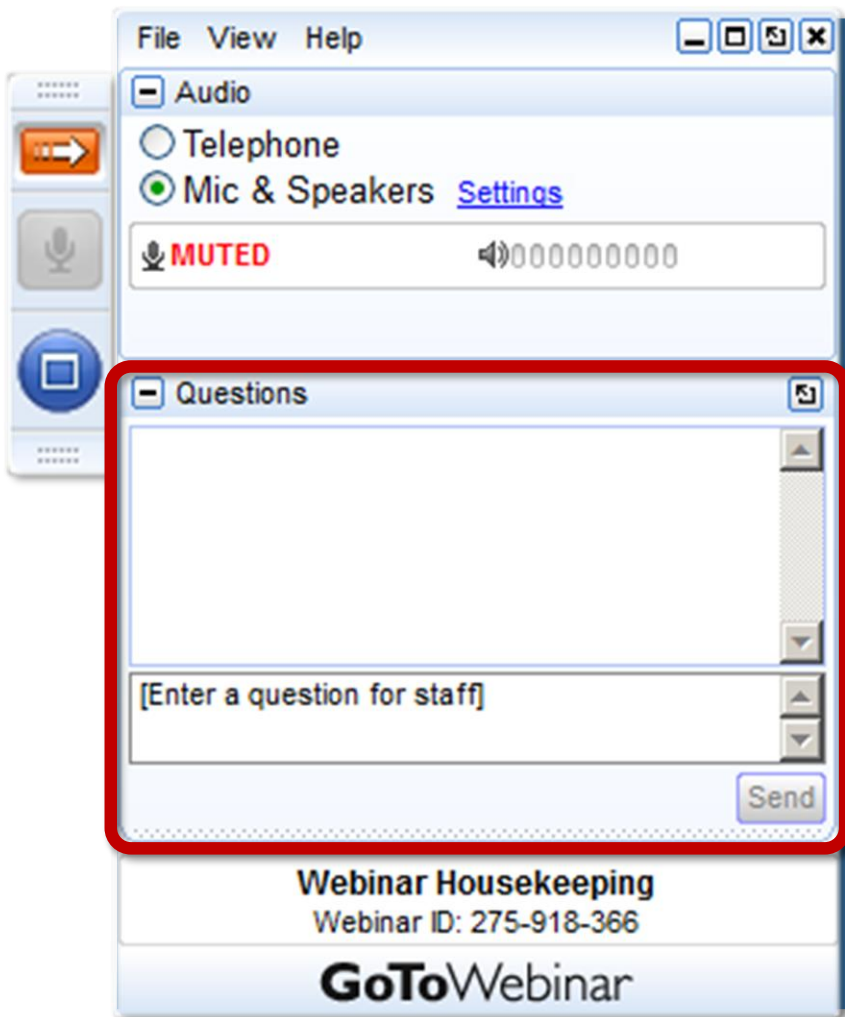 File View Help
Audio
Telephone
Mic & Speakers Settings
MUTED
Questions
[Enter a question for staff]
Send
Webinar Housekeeping
Webinar ID: 275-918-366
GoToWebinar